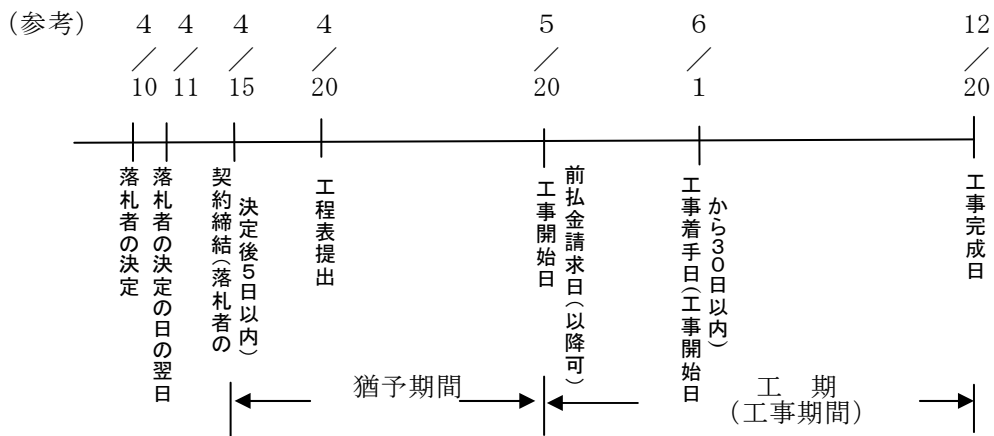 (参考)
4/10
4/11
4/15
4/20
5/20
6/1
12/20
落札者の決定
落札者の決定の日の翌日
契約締結(落札者の
決定後5日以内)
工程表提出
工事開始日
前払金請求日(以降可)
工事着手日(工事開始日
から30日以内)
工事完成日
猶予期間
工 期
(工事期間)